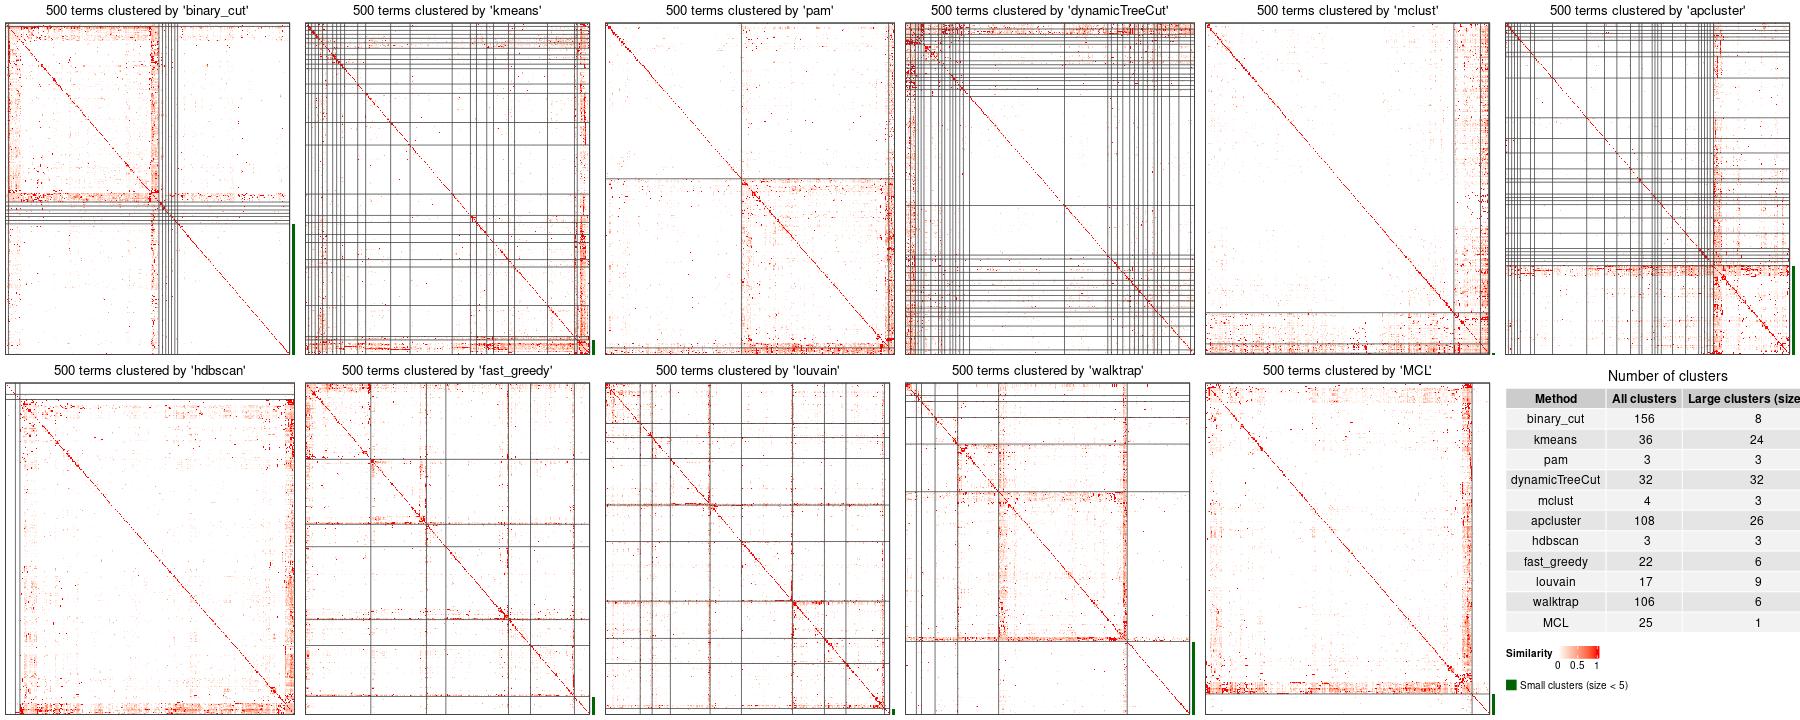 500 terms clustered by 'binary_cut'
500 terms clustered by 'kmeans'
500 terms clustered by 'pam'
500 terms clustered by 'dynamicTreeCut'
500 terms clustered by 'mclust'
500 terms clustered by 'apcluster'
500 terms clustered by 'hdbscan'
500 terms clustered by 'fast_greedy'
500 terms clustered by 'louvain'
500 terms clustered by 'walktrap'
500 terms clustered by 'MCL'
Number of clusters
Method All clusters Large clusters (size
binary_cut 156 8
kmeans 36 24
pam 3 3
dynamicTreeCut 32 32
mclust 4 3
apcluster 108 26
hdbscan 3 3
fast_greedy 22 6
louvain 17 9
walktrap 106 6
MCL 25 1
Similarity
0 0.5 1
Small clusters (size < 5)